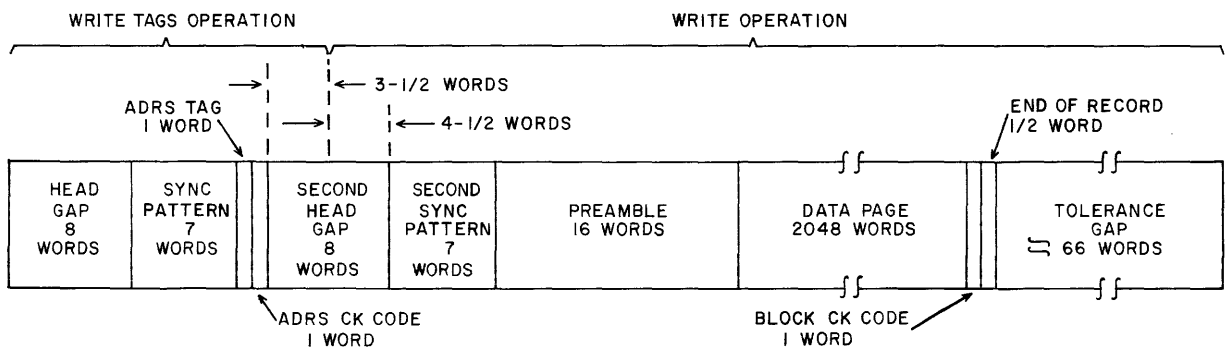 WRITE TAGS OPERATION
WRITE OPERATION
3-1/2 WORDS
ADRS TAG
1 WORD
4-1/2 WORDS
END OF RECORD
1/2 WORD
HEAD
GAP
8
WORDS
SYNC
PATTERN
7
WORDS
SECOND
HEAD
GAP
8
WORDS
SECOND
SYNC
PATTERN
7
WORDS
PREAMBLE
16 WORDS
DATA PAGE
2048 WORDS
TOLERANCE
GAP
≈ 66 WORDS
ADRS CK CODE
1 WORD
BLOCK CK CODE
1 WORD